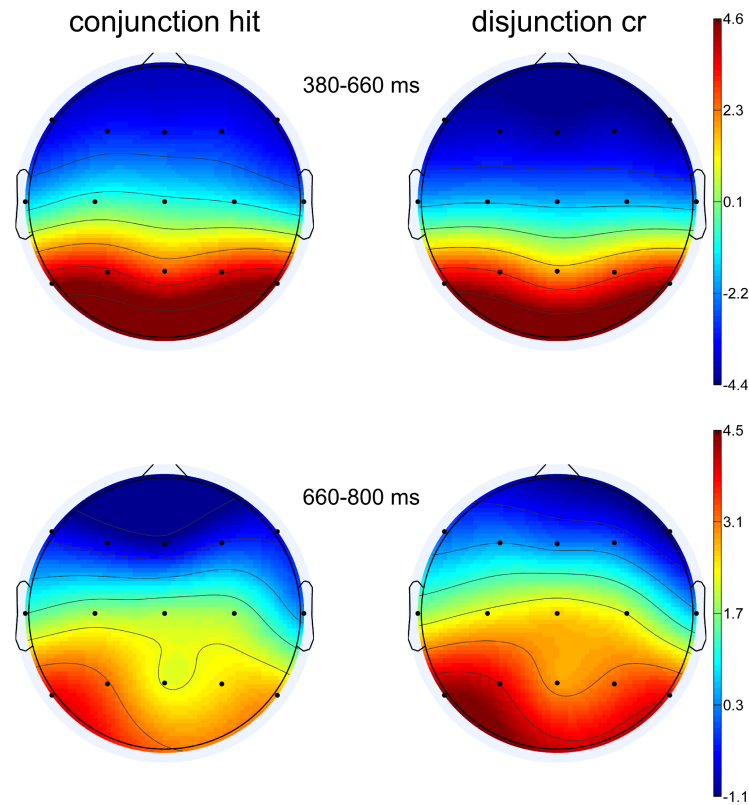 conjunction hit
disjunction cr
380-660 ms
4.6
2.3
0.1
-2.2
-4.4
660-800 ms
4.5
3.1
1.7
0.3
-1.1